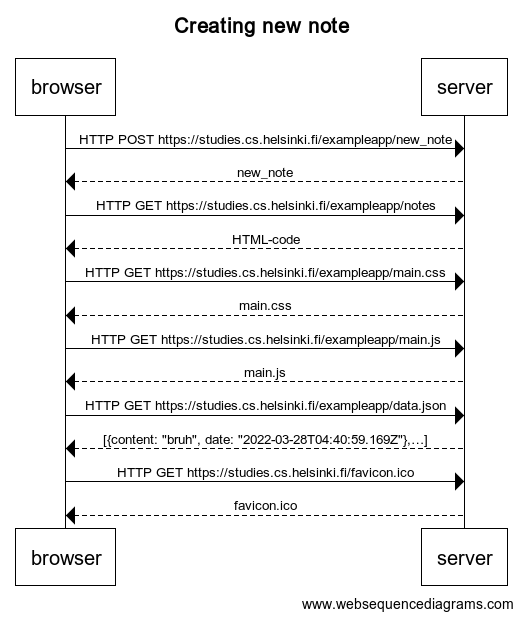 Creating new note
browser server
HTTP POST https://studies.cs.helsinki.fi/exampleapp/new_note
new_note
HTTP GET https://studies.cs.helsinki.fi/exampleapp/notes
HTML-code
HTTP GET https://studies.cs.helsinki.fi/exampleapp/main.css
main.css
HTTP GET https://studies.cs.helsinki.fi/exampleapp/main.js
main.js
HTTP GET https://studies.cs.helsinki.fi/exampleapp/data.json
[{content: "bruh", date: "2022-03-28T04:40:59.169Z"},…]
HTTP GET https://studies.cs.helsinki.fi/favicon.ico
favicon.ico
browser server
www.websequencediagrams.com